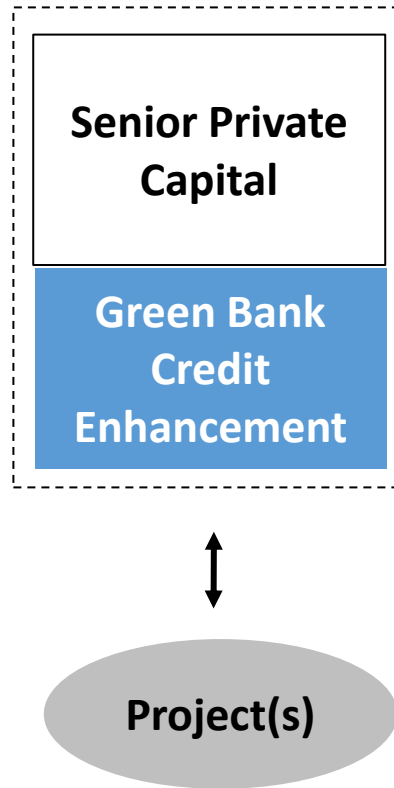 Senior Private
Capital
Green Bank
Credit
Enhancement
Project(s)